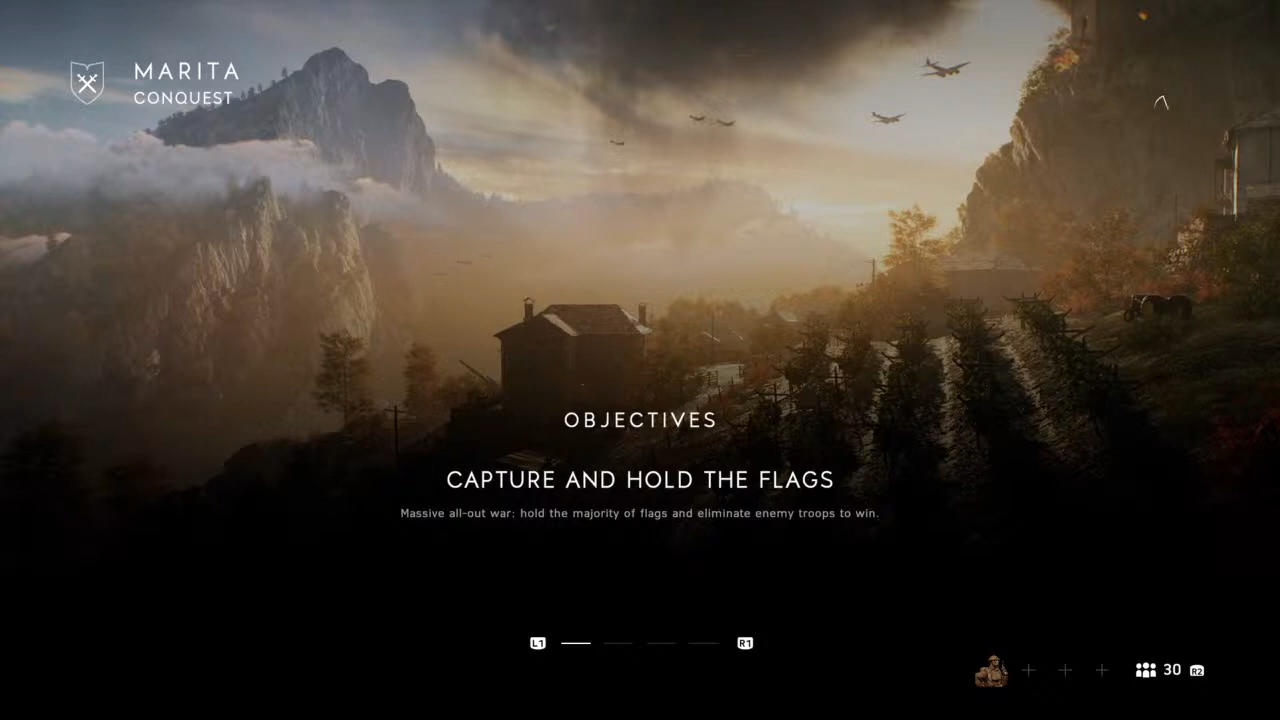 MARITA
CONQUEST
OBJECTIVES
CAPTURE AND HOLD THE FLAGS
Massive all-out war: hold the majority of flags and eliminate enemy troops to win.
L1 R1
30 R2